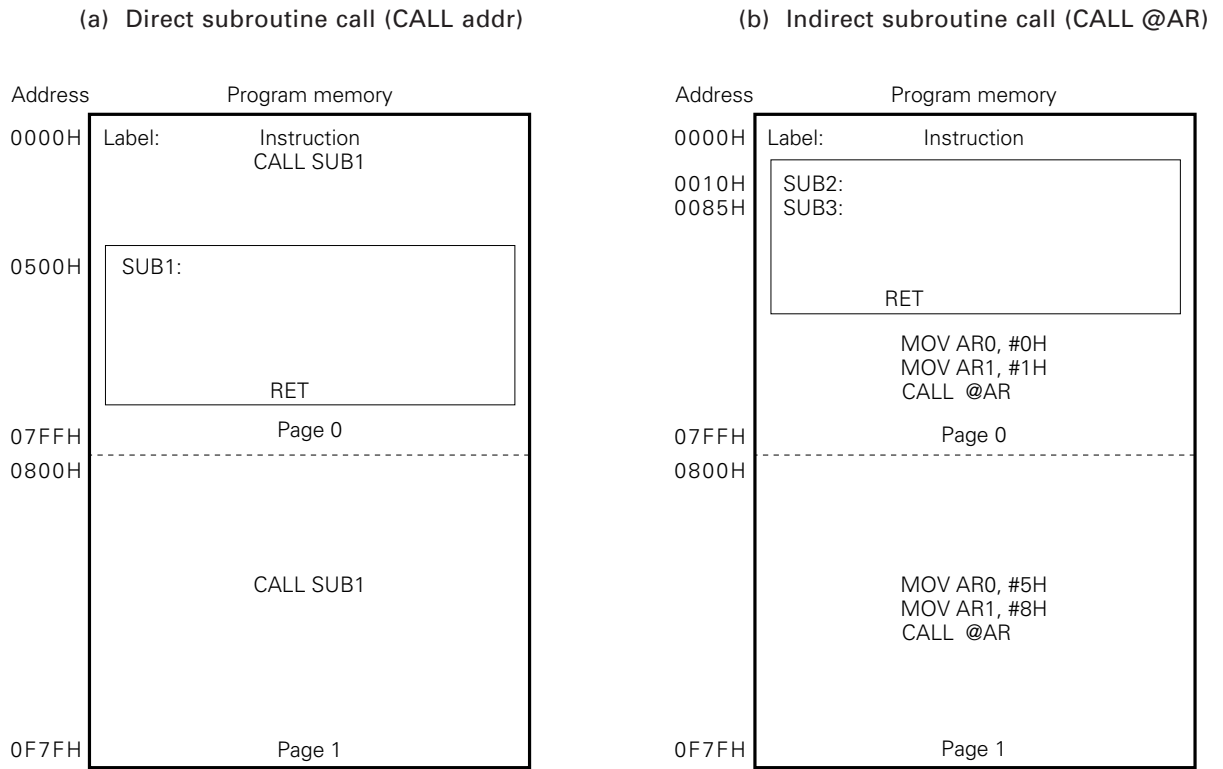 (a) Direct subroutine call (CALL addr)
Address Program memory
0000H Label: Instruction
CALL SUB1
0500H SUB1:
RET
07FFH Page 0
0800H
CALL SUB1
0F7FH Page 1
(b) Indirect subroutine call (CALL @AR)
Address Program memory
0000H Label: Instruction
0010H SUB2:
0085H SUB3:
RET
MOV AR0, #0H
MOV AR1, #1H
CALL @AR
07FFH Page 0
0800H
MOV AR0, #5H
MOV AR1, #8H
CALL @AR
0F7FH Page 1